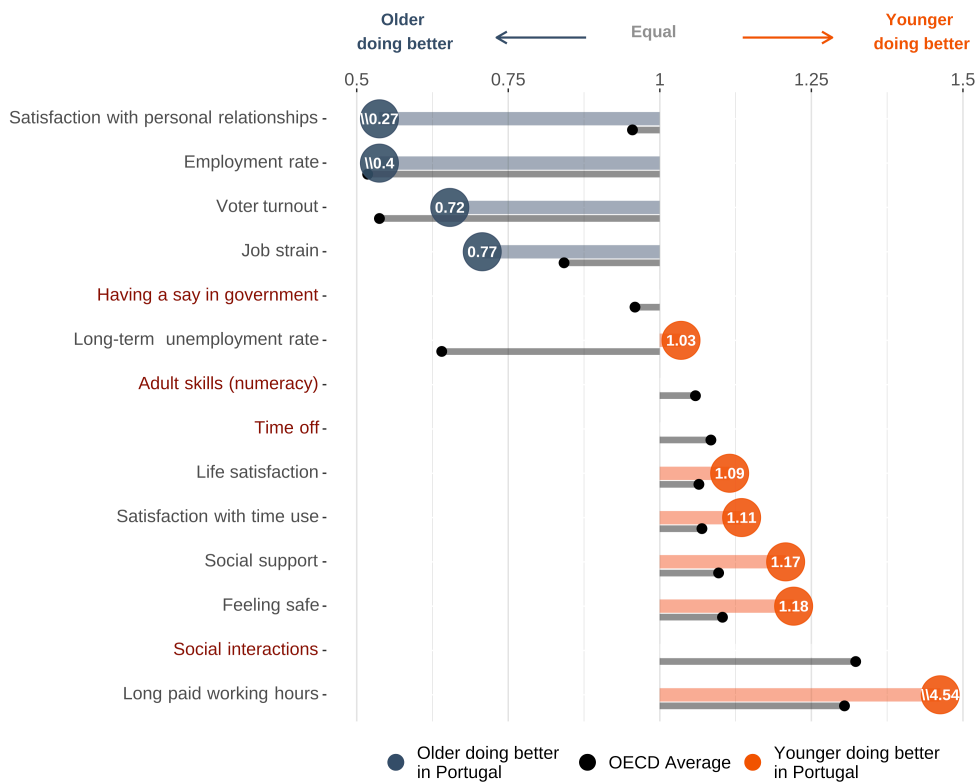 Older
doing better
Equal
Younger
doing better
0.5 0.75 1 1.25 1.5
Satisfaction with personal relationships \\0.27
Employment rate \\0.4
Voter turnout 0.72
Job strain 0.77
Having a say in government
Long-term unemployment rate 1.03
Adult skills (numeracy)
Time off
Life satisfaction 1.09
Satisfaction with time use 1.11
Social support 1.17
Feeling safe 1.18
Social interactions
Long paid working hours \\4.54
Older doing better
in Portugal
OECD Average
Younger doing better
in Portugal